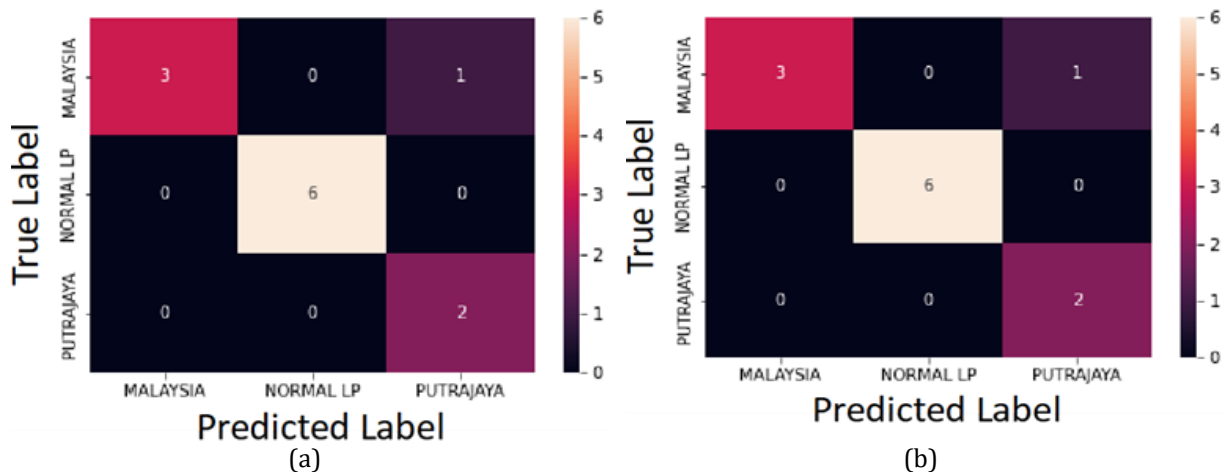 True Label
MALAYSIA
NORMAL LP
PUTRAJAYA
3 0 1
0 6 0
0 0 2
MALAYSIA NORMAL LP PUTRAJAYA
Predicted Label
6
5
4
3
2
1
0
(a)
True Label
MALAYSIA
NORMAL LP
PUTRAJAYA
3 0 1
0 6 0
0 0 2
MALAYSIA NORMAL LP PUTRAJAYA
Predicted Label
6
5
4
3
2
1
0
(b)